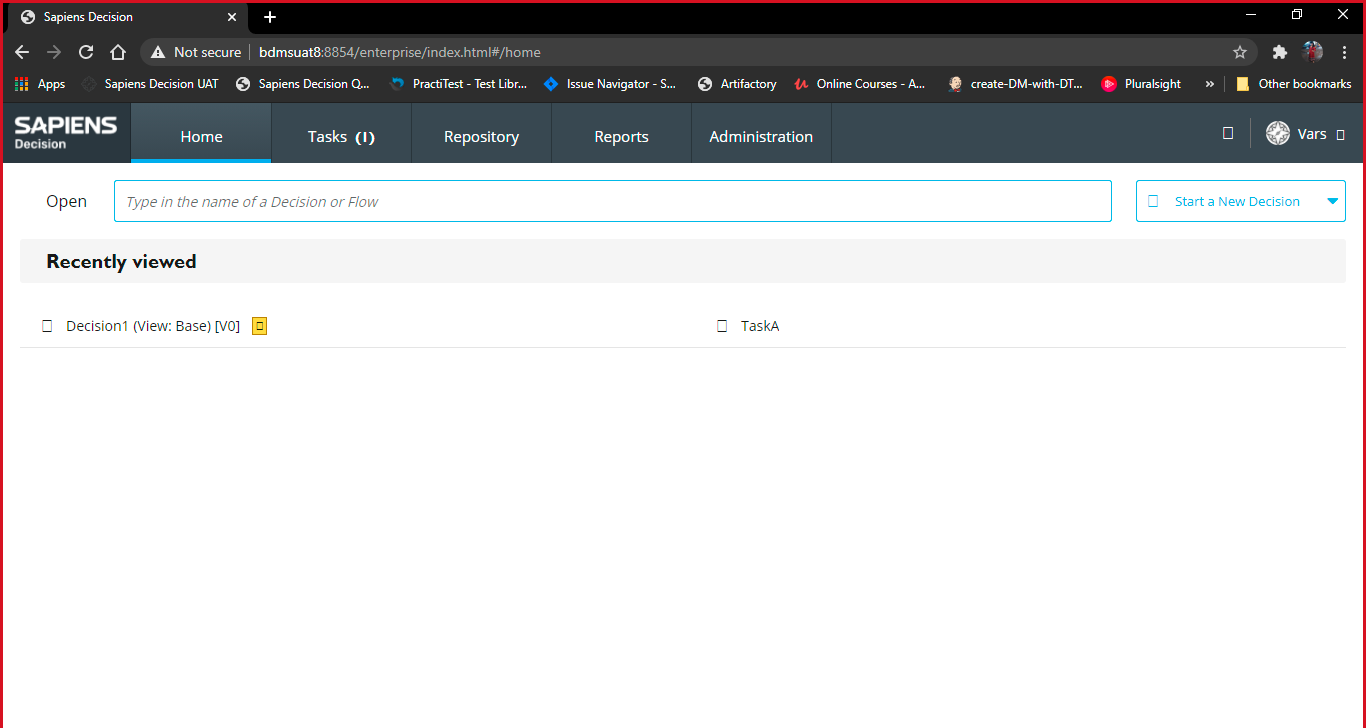 Sapiens Decision
Not secure bdmsuat8:8854/enterprise/index.html#/home
Apps Sapiens Decision UAT Sapiens Decision Q... PractiTest - Test Libr... Issue Navigator - S... Artifactory Online Courses - A... create-DM-with-DT... Pluralsight » Other bookmarks
SAPIENS
Decision
Home Tasks (1) Repository Reports Administration Vars
Open Type in the name of a Decision or Flow Start a New Decision
Recently viewed
Decision1 (View: Base) [V0] TaskA